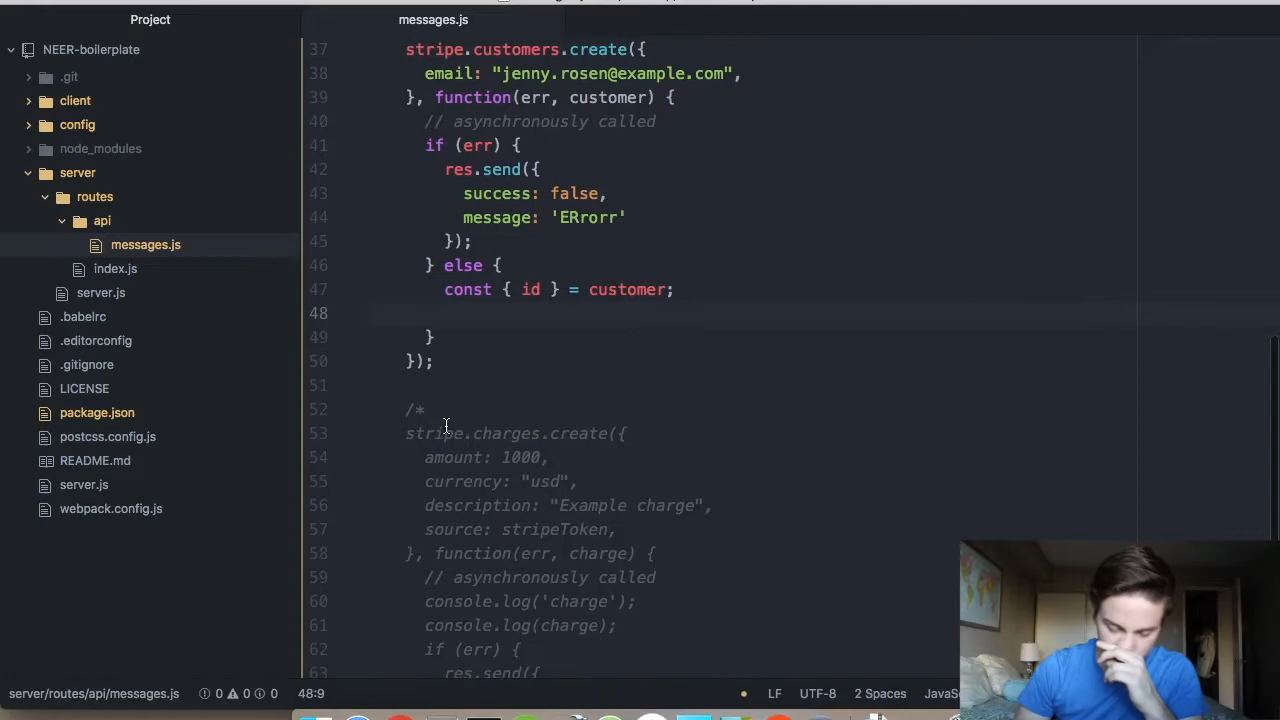 Project
messages.js
NEER-boilerplate
.git
client
config
node_modules
server
routes
api
messages.js
index.js
server.js
.babelrc
.editorconfig
.gitignore
LICENSE
package.json
postcss.config.js
README.md
server.js
webpack.config.js
37 stripe.customers.create({
38 email: "jenny.rosen@example.com",
39 }, function(err, customer) {
40 // asynchronously called
41 if (err) {
42 res.send({
43 success: false,
44 message: 'ERrorr'
45 });
46 } else {
47 const { id } = customer;
48
49 }
50 });
51
52 /*
53 stripe.charges.create({
54 amount: 1000,
55 currency: "usd",
56 description: "Example charge",
57 source: stripeToken,
58 }, function(err, charge) {
59 // asynchronously called
60 console.log('charge');
61 console.log(charge);
62 if (err) {
63 res.send({
server/routes/api/messages.js 0 0 0 48:9 LF UTF-8 2 Spaces JavaS